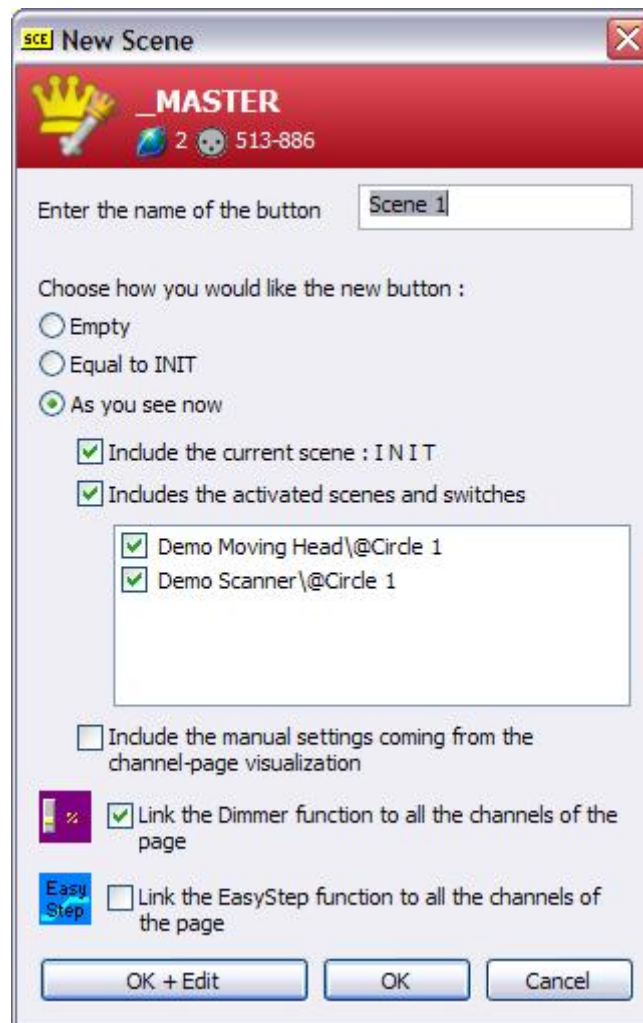 SCE New Scene
_MASTER
2 513-886
Enter the name of the button
Scene 1
Choose how you would like the new button :
Empty
Equal to INIT
As you see now
Include the current scene : I N I T
Includes the activated scenes and switches
Demo Moving Head\@Circle 1
Demo Scanner\@Circle 1
Include the manual settings coming from the
channel-page visualization
%
Link the Dimmer function to all the channels of the
page
Easy
Step
Link the EasyStep function to all the channels of
the page
OK + Edit
OK
Cancel